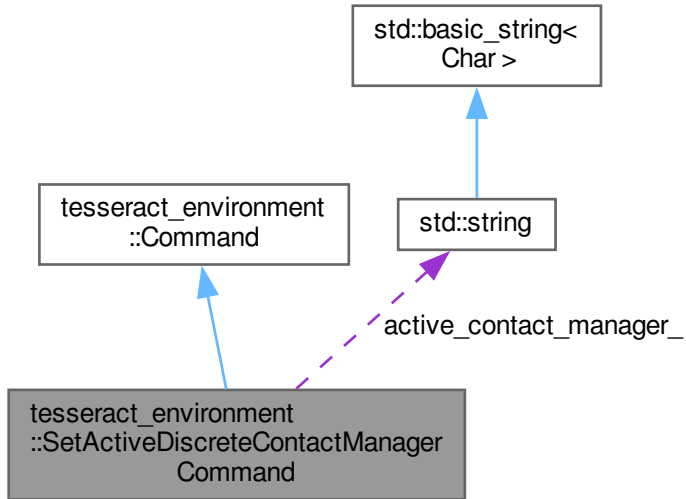 std::basic_string<
Char >
tesseract_environment
::Command
std::string
active_contact_manager_
tesseract_environment
::SetActiveDiscreteContactManager
Command